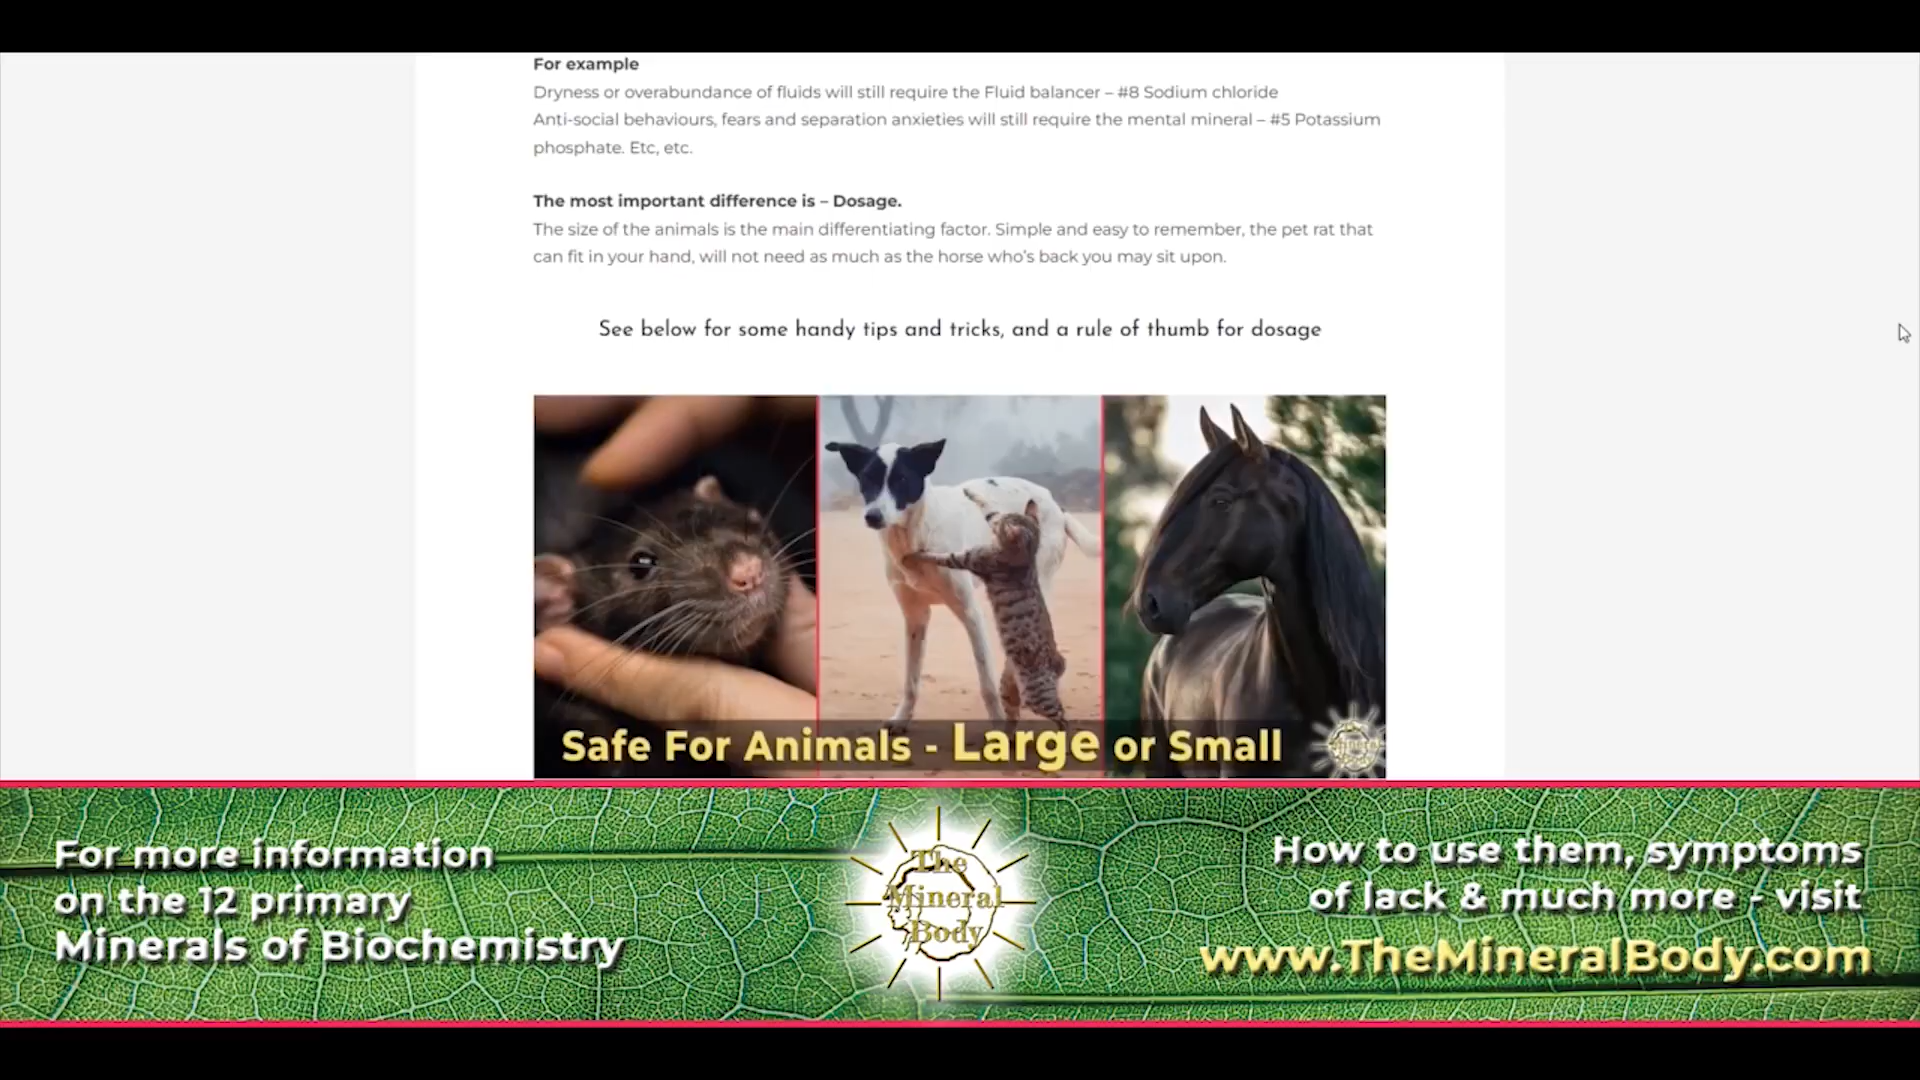 For example
Dryness or overabundance of fluids will still require the Fluid balancer – #8 Sodium chloride
Anti-social behaviours, fears and separation anxieties will still require the mental mineral – #5 Potassium
phosphate. Etc, etc.
The most important difference is – Dosage.
The size of the animals is the main differentiating factor. Simple and easy to remember, the pet rat that
can fit in your hand, will not need as much as the horse who's back you may sit upon.
See below for some handy tips and tricks, and a rule of thumb for dosage
Safe For Animals - Large or Small
For more information
on the 12 primary
Minerals of Biochemistry
The
Mineral
Body
How to use them, symptoms
of lack & much more - visit
www.TheMineralBody.com